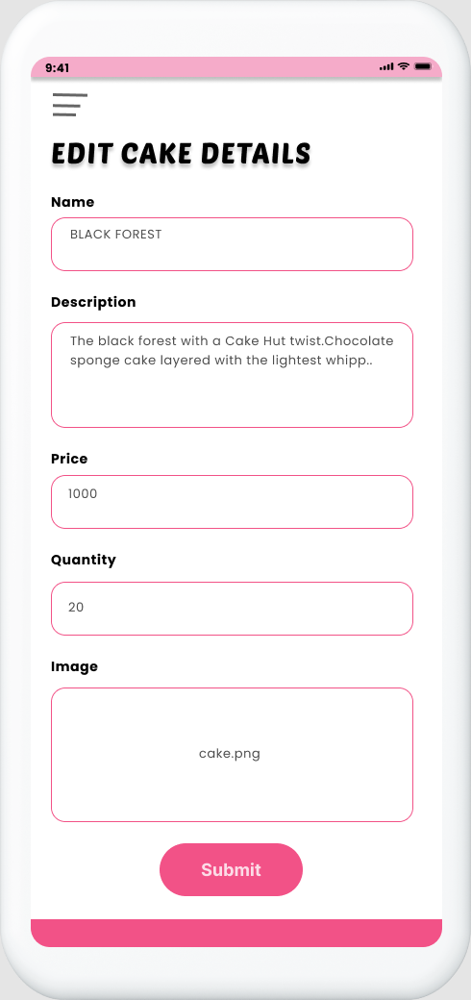 9:41
EDIT CAKE DETAILS
Name
BLACK FOREST
Description
The black forest with a Cake Hut twist.Chocolate
sponge cake layered with the lightest whipp..
Price
1000
Quantity
20
Image
cake.png
Submit